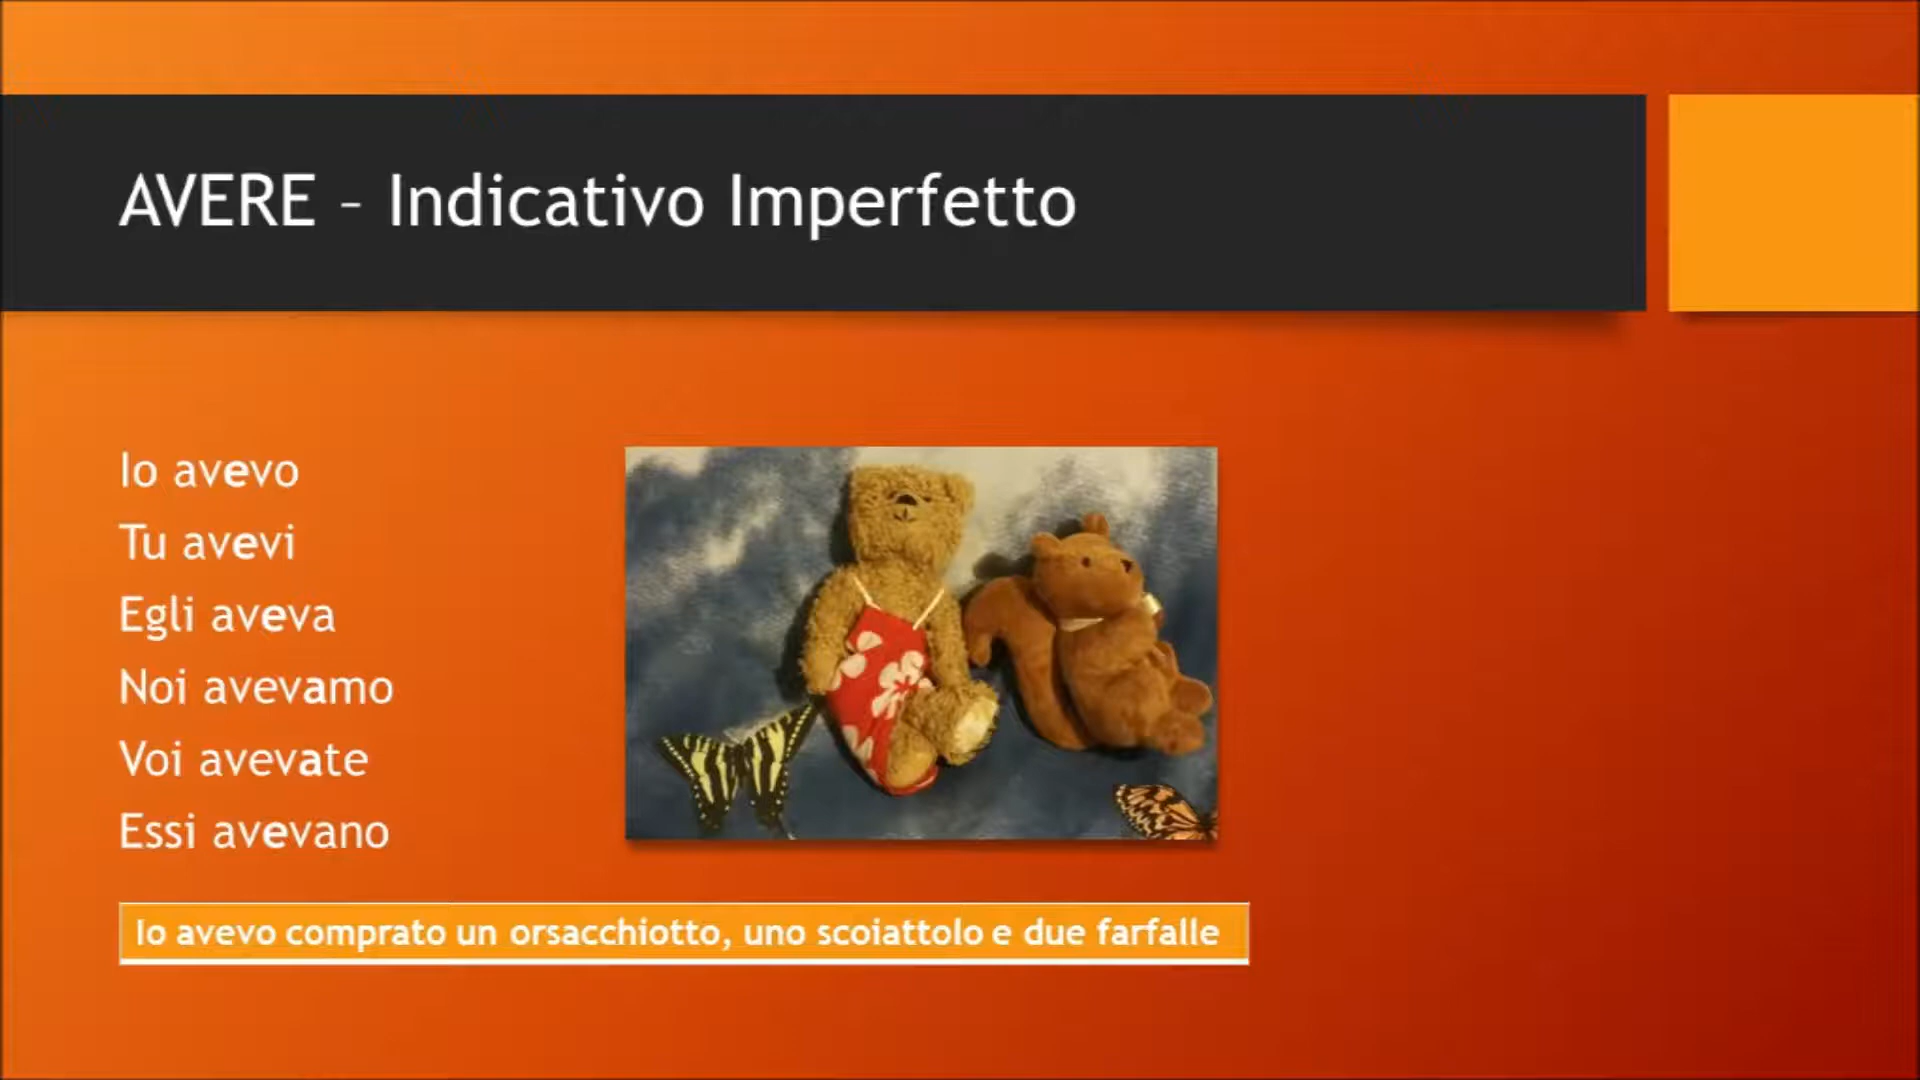 AVERE – Indicativo Imperfetto
Io avevo
Tu avevi
Egli aveva
Noi avevamo
Voi avevate
Essi avevano
Io avevo comprato un orsacchiotto, uno scoiattolo e due farfalle